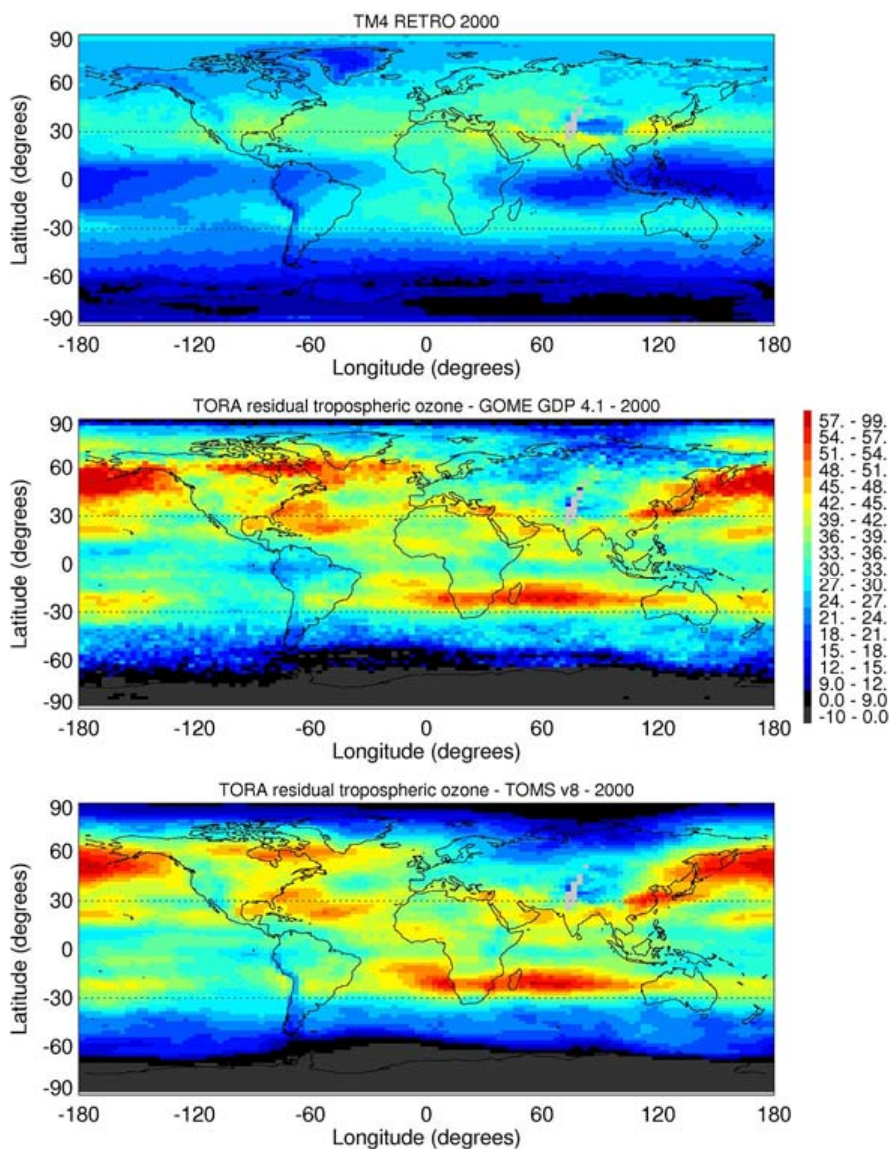 TM4 RETRO 2000
90
60
30
0
-30
-60
-90
Latitude (degrees)
-180 -120 -60 0 60 120 180
Longitude (degrees)
TORA residual tropospheric ozone - GOME GDP 4.1 - 2000
90
60
30
0
-30
-60
-90
Latitude (degrees)
-180 -120 -60 0 60 120 180
Longitude (degrees)
57. - 99.
54. - 57.
51. - 54.
48. - 51.
45. - 48.
42. - 45.
39. - 42.
36. - 39.
33. - 36.
30. - 33.
27. - 30.
24. - 27.
21. - 24.
18. - 21.
15. - 18.
12. - 15.
9.0 - 12.
0.0 - 9.0
-10 - 0.0
TORA residual tropospheric ozone - TOMS v8 - 2000
90
60
30
0
-30
-60
-90
Latitude (degrees)
-180 -120 -60 0 60 120 180
Longitude (degrees)